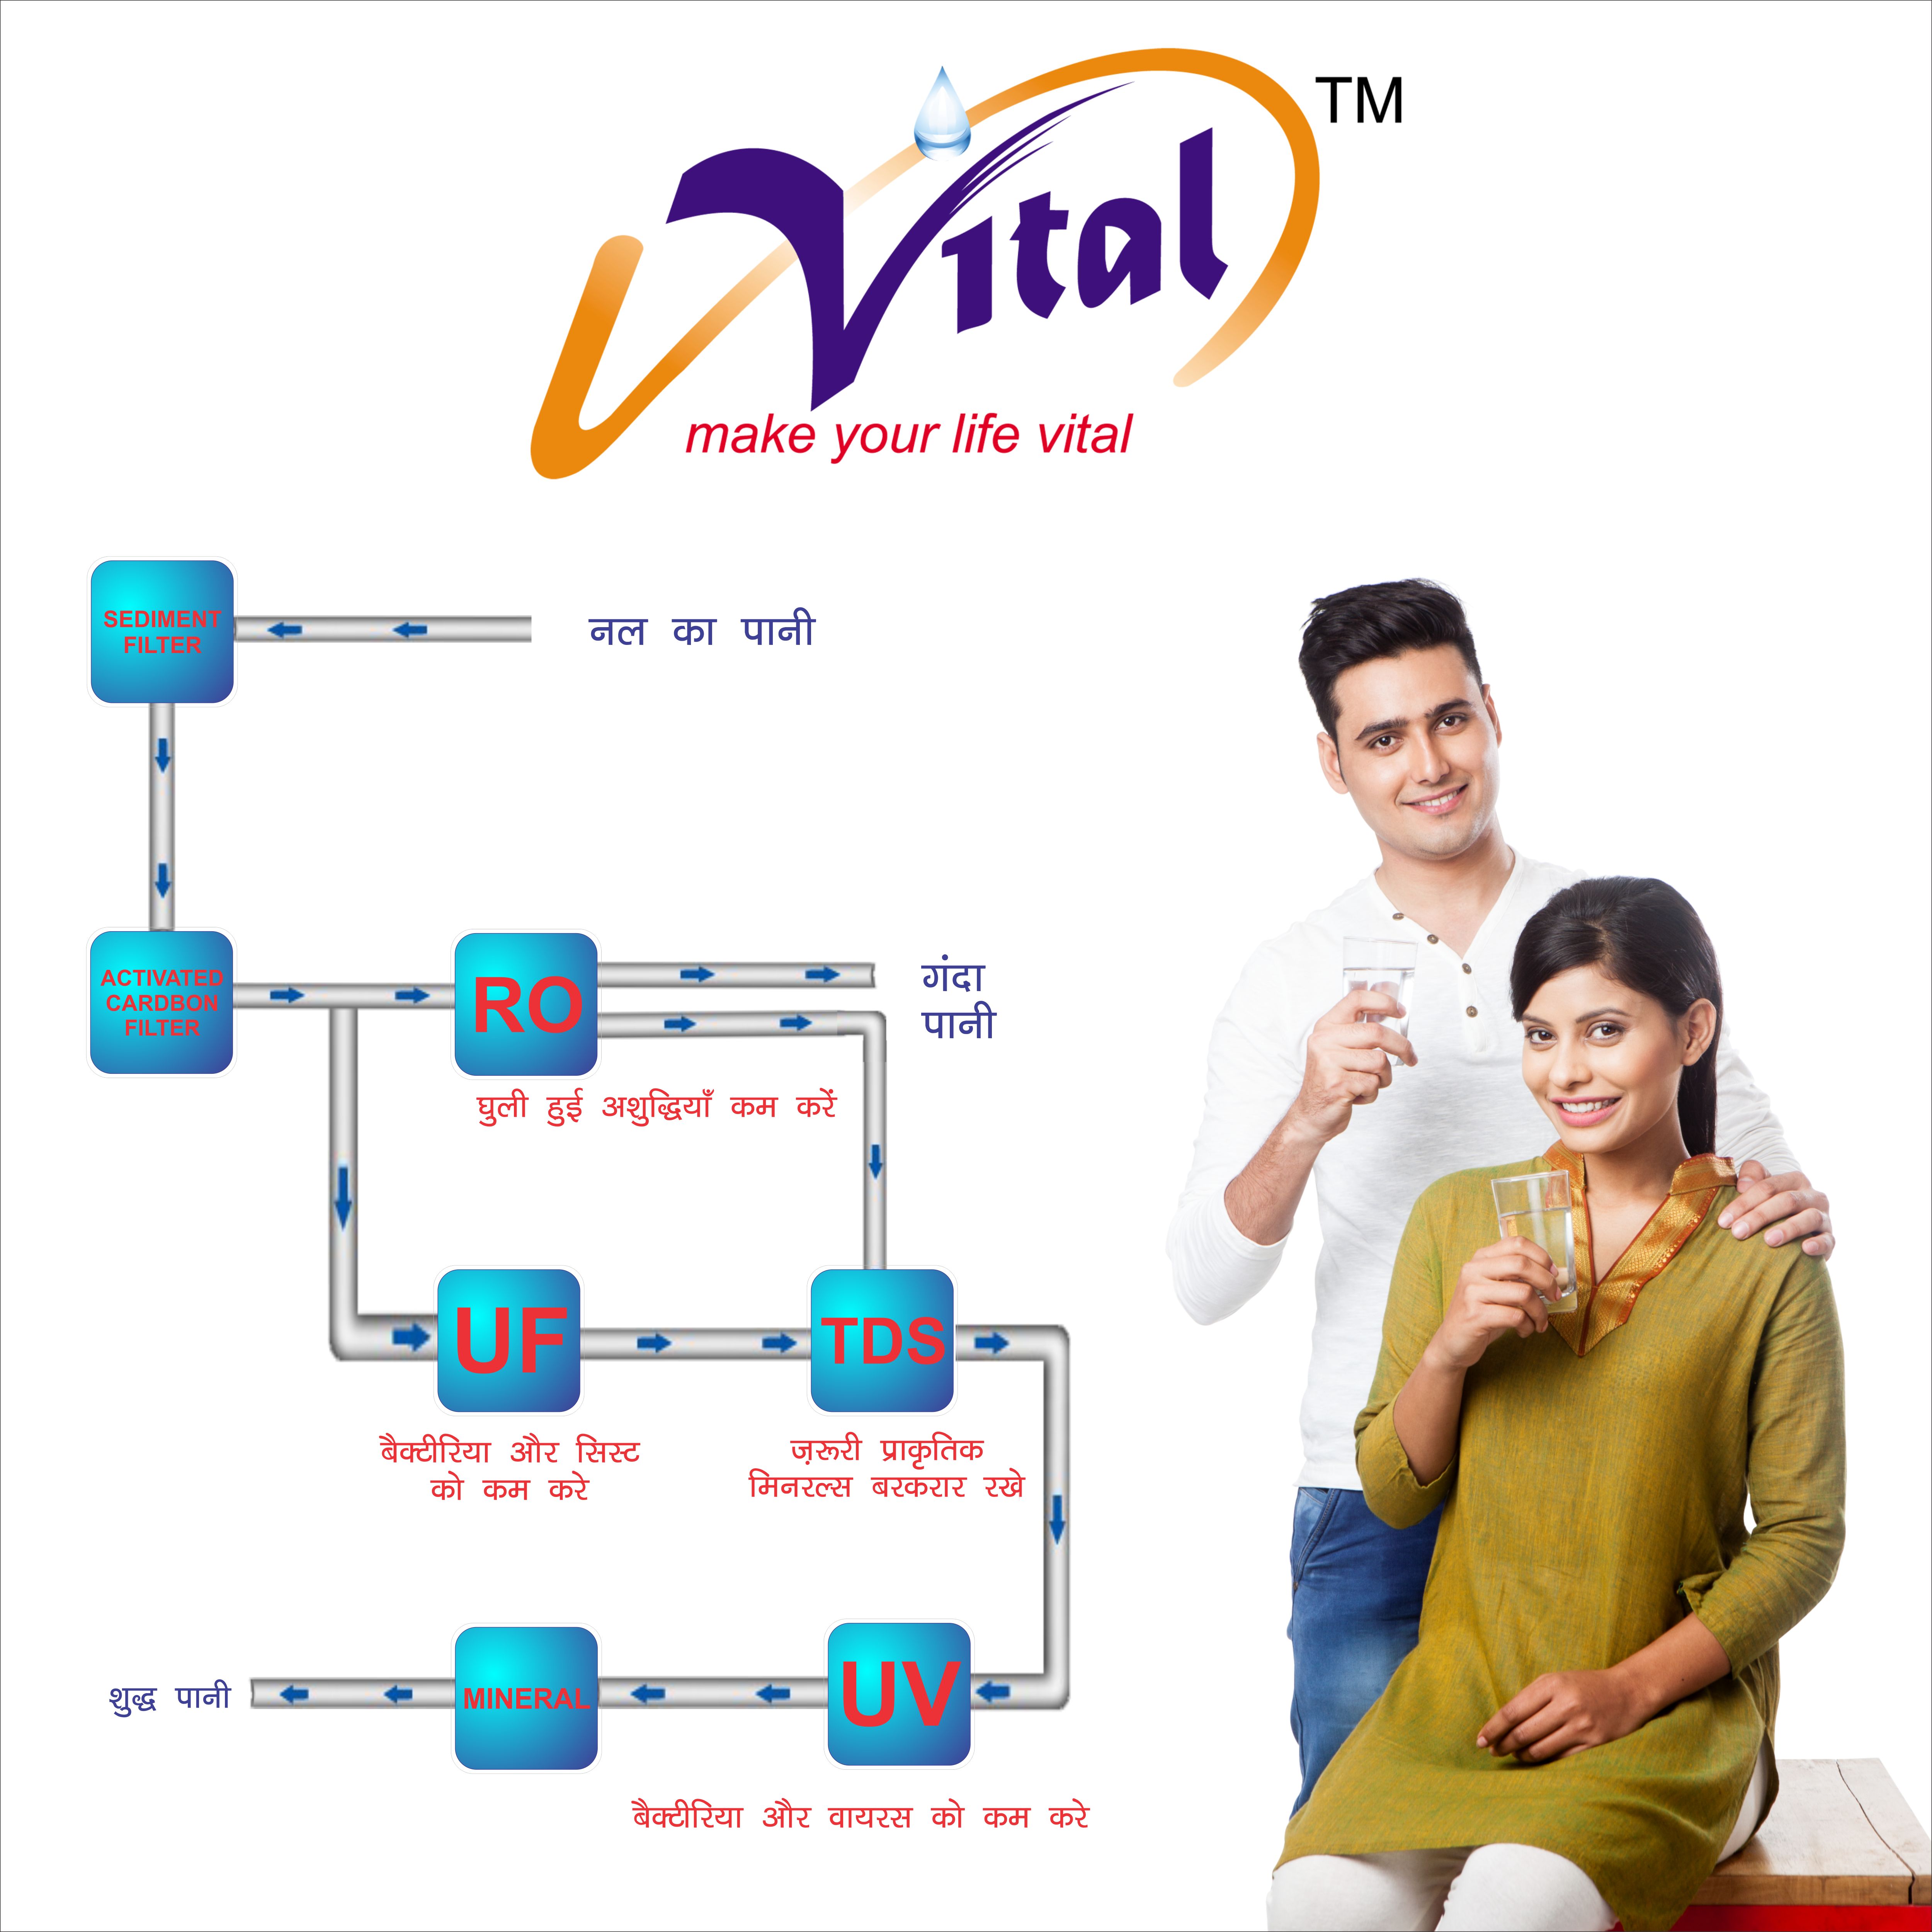 Vital TM
make your life vital
SEDIMENT
FILTER
नल का पानी
ACTIVATED
CARDBON
FILTER
RO
गंदा
पानी
घुली हुई अशुद्धियाँ कम करें
UF
TDS
बैक्टीरिया और सिस्ट
को कम करे
ज़रूरी प्राकृतिक
मिनरल्स बरकरार रखे
शुद्ध पानी
MINERAL
UV
बैक्टीरिया और वायरस को कम करे